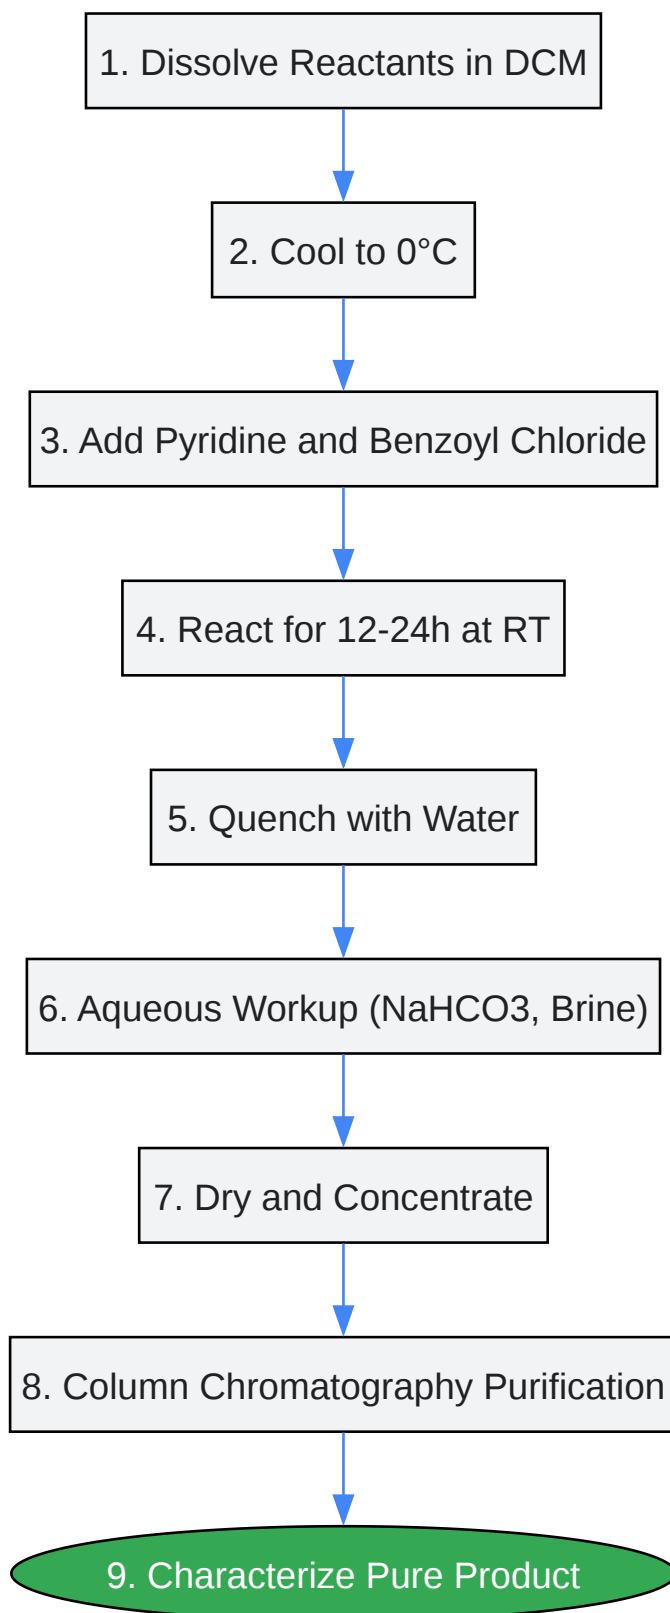 1. Dissolve Reactants in DCM
2. Cool to 0°C
3. Add Pyridine and Benzoyl Chloride
4. React for 12-24h at RT
5. Quench with Water
6. Aqueous Workup (NaHCO3, Brine)
7. Dry and Concentrate
8. Column Chromatography Purification
9. Characterize Pure Product